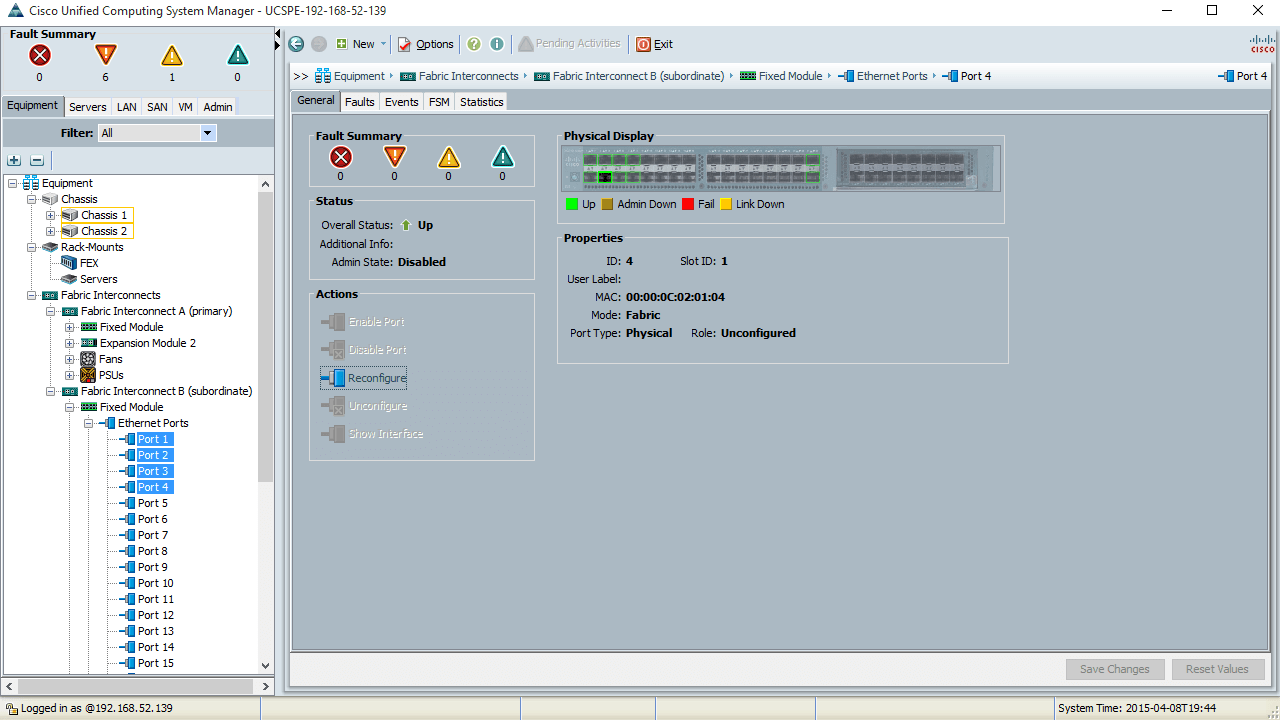 Cisco Unified Computing System Manager - UCSPE-192-168-52-139
Fault Summary
0 6 1 0
New Options Pending Activities Exit
cisco
>> Equipment Fabric Interconnects Fabric Interconnect B (subordinate) Fixed Module Ethernet Ports Port 4 Port 4
Equipment Servers LAN SAN VM Admin
Filter: All
Equipment
Chassis
Chassis 1
Chassis 2
Rack-Mounts
FEX
Servers
Fabric Interconnects
Fabric Interconnect A (primary)
Fixed Module
Expansion Module 2
Fans
PSUs
Fabric Interconnect B (subordinate)
Fixed Module
Ethernet Ports
Port 1
Port 2
Port 3
Port 4
Port 5
Port 6
Port 7
Port 8
Port 9
Port 10
Port 11
Port 12
Port 13
Port 14
Port 15
General Faults Events FSM Statistics
Fault Summary
0 0 0 0
Status
Overall Status: Up
Additional Info:
Admin State: Disabled
Actions
Enable Port
Disable Port
Reconfigure
Unconfigure
Show Interface
Physical Display
Up Admin Down Fail Link Down
Properties
ID: 4 Slot ID: 1
User Label:
MAC: 00:00:0C:02:01:04
Mode: Fabric
Port Type: Physical Role: Unconfigured
Save Changes Reset Values
Logged in as @192.168.52.139
System Time: 2015-04-08T19:44